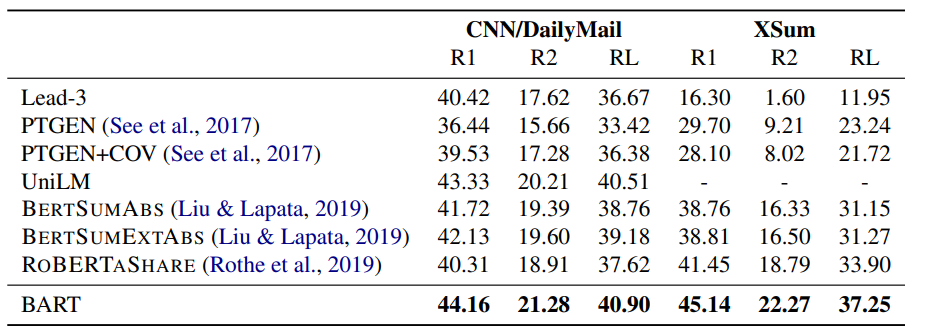 CNN/DailyMail XSum
R1 R2 RL R1 R2 RL
Lead-3 40.42 17.62 36.67 16.30 1.60 11.95
PTGEN (See et al., 2017) 36.44 15.66 33.42 29.70 9.21 23.24
PTGEN+COV (See et al., 2017) 39.53 17.28 36.38 28.10 8.02 21.72
UniLM 43.33 20.21 40.51 - - -
BERTSUMABS (Liu & Lapata, 2019) 41.72 19.39 38.76 38.76 16.33 31.15
BERTSUMEXTABS (Liu & Lapata, 2019) 42.13 19.60 39.18 38.81 16.50 31.27
ROBERTASHARE (Rothe et al., 2019) 40.31 18.91 37.62 41.45 18.79 33.90
BART 44.16 21.28 40.90 45.14 22.27 37.25